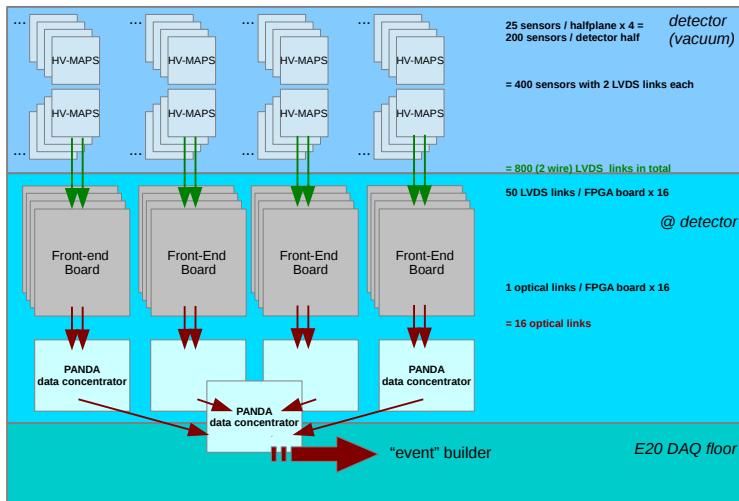 ... ... ... ...
25 sensors / halfplane x 4 =
200 sensors / detector half
detector
(vacuum)
HV-MAPS HV-MAPS HV-MAPS HV-MAPS
= 400 sensors with 2 LVDS links each
HV-MAPS HV-MAPS HV-MAPS HV-MAPS
... ... ... ...
= 800 (2 wire) LVDS links in total
50 LVDS links / FPGA board x 16
@ detector
Front-end
Board
Front-End
Board
Front-End
Board
Front-End
Board
1 optical links / FPGA board x 16
= 16 optical links
PANDA
data concentrator
PANDA
data concentrator
PANDA
data concentrator
"event" builder
E20 DAQ floor